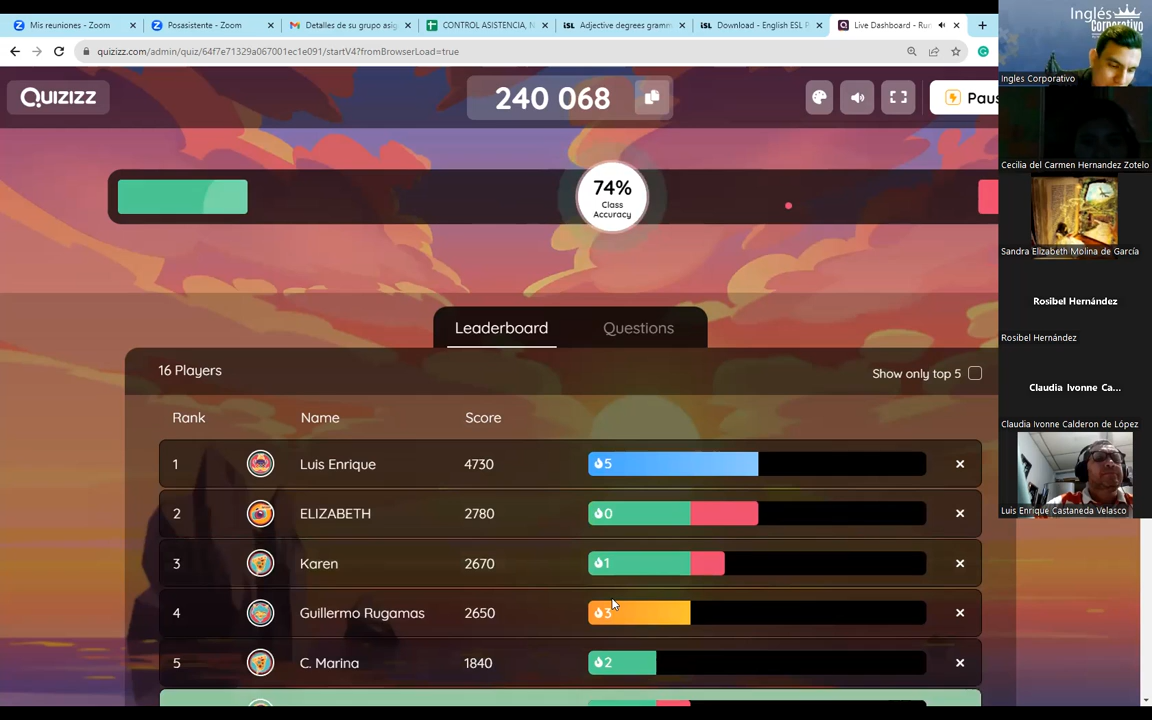 Mis reuniones - Zoom
Posasistente - Zoom
Detalles de su grupo asig
CONTROL ASISTENCIA, N
iSL Adjective degrees gramm
iSL Download - English ESL P
Live Dashboard - Run
quizizz.com/admin/quiz/64f7e71329a067001ec1e091/startV4?fromBrowserLoad=true
QUIZIZZ
240 068
Paus
74%
Class
Accuracy
Leaderboard
Questions
16 Players
Show only top 5
Rank Name Score
1 Luis Enrique 4730 5
2 ELIZABETH 2780 0
3 Karen 2670 1
4 Guillermo Rugamas 2650 3
5 C. Marina 1840 2
Inglés
Corporativo
Ingles Corporativo
Cecilia del Carmen Hernandez Zotelo
Sandra Elizabeth Molina de García
Rosibel Hernández
Rosibel Hernández
Claudia Ivonne Ca...
Claudia Ivonne Calderon de López
Luis Enrique Castaneda Velasco